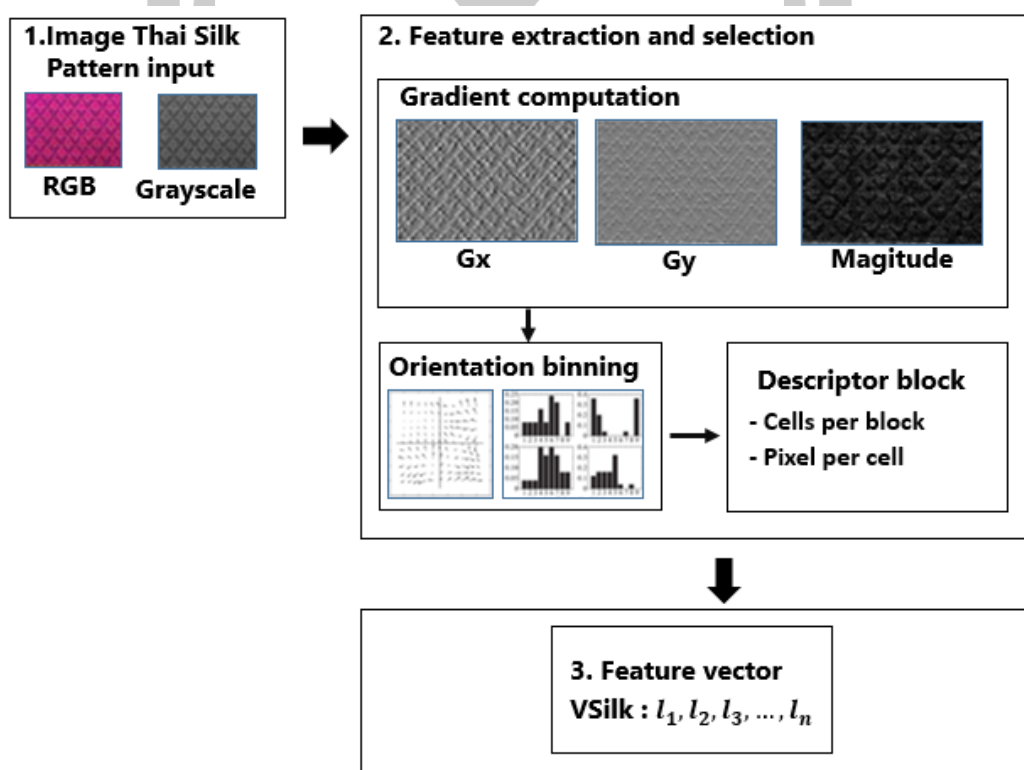 1.Image Thai Silk
Pattern input
RGB
Grayscale
2. Feature extraction and selection
Gradient computation
Gx
Gy
Magitude
Orientation binning
Descriptor block
- Cells per block
- Pixel per cell
3. Feature vector
VSilk : l₁, l₂, l₃, ..., lₙ